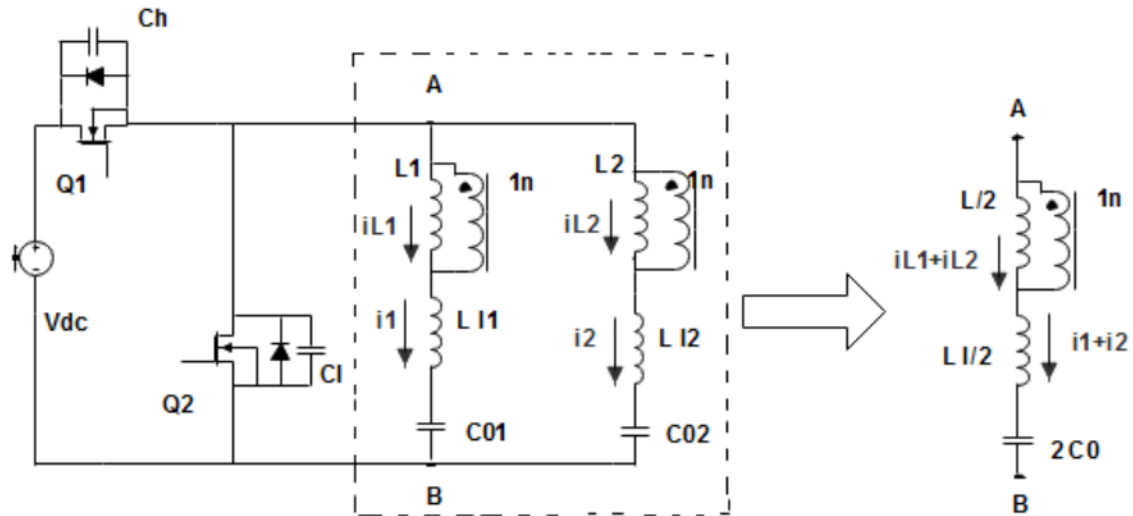 Ch
A
Q1
L1
1n
L2
1n
iL1
iL2
Vdc
i1
L l1
i2
L l2
Q2
Cl
C01
C02
B
A
L/2
1n
iL1+iL2
L l/2
i1+i2
2C0
B